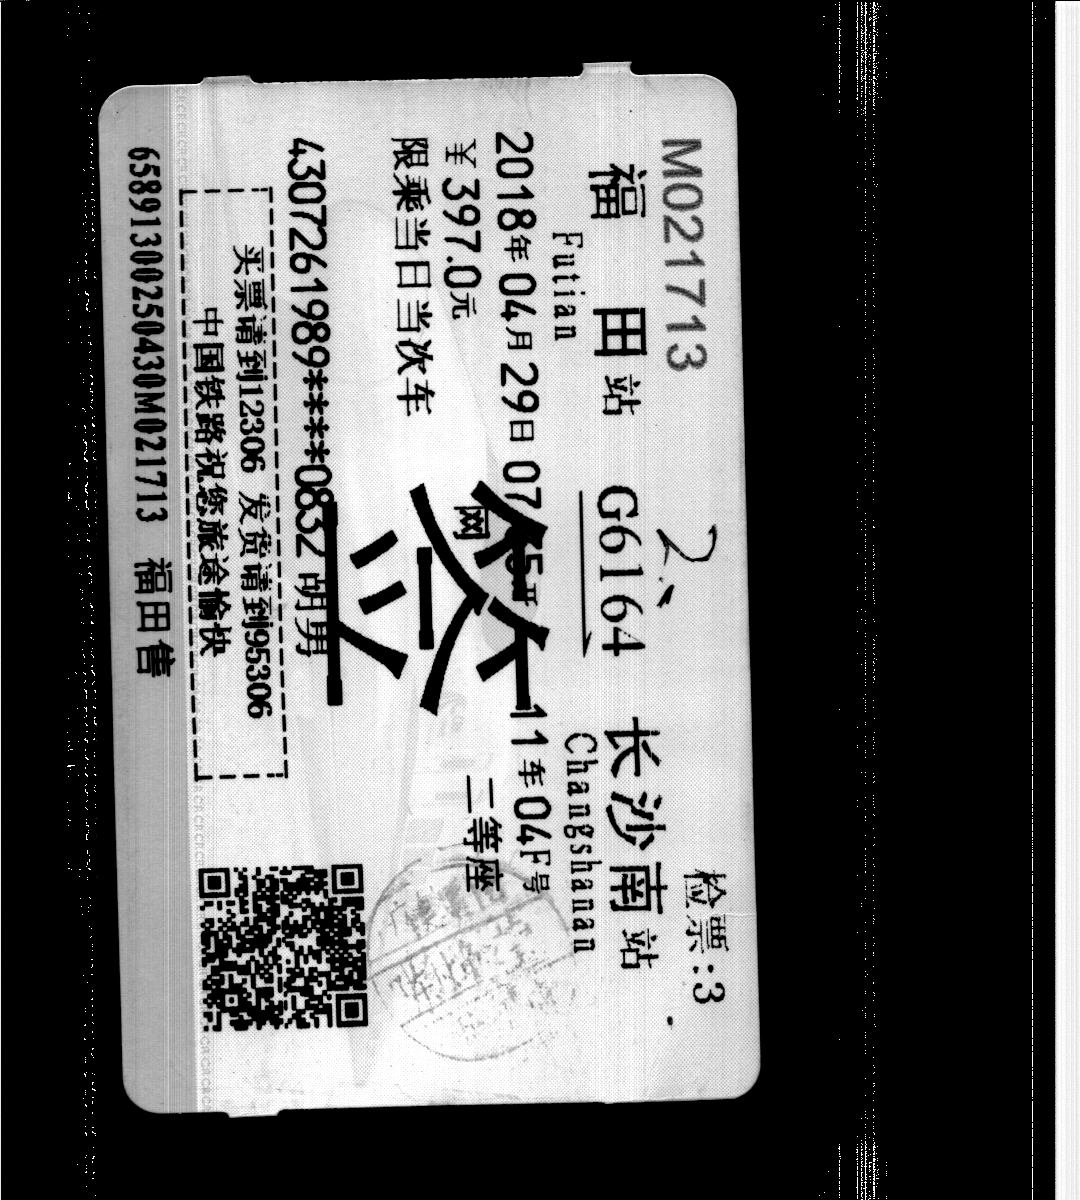 M021713 检票:3
2
福田站 G6164 长沙南站
Futian Changshanan
2018年04月29日 07 5开 11车04F号
¥397.0元 网 二等座
限乘当日当次车
签
4307261989****0832 胡男
买票请到12306 发货请到95306
中国铁路祝您旅途愉快
65891300250430M021713 福田售